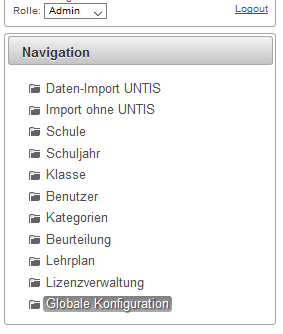 Rolle: Admin Logout
Navigation
Daten-Import UNTIS
Import ohne UNTIS
Schule
Schuljahr
Klasse
Benutzer
Kategorien
Beurteilung
Lehrplan
Lizenzverwaltung
Globale Konfiguration